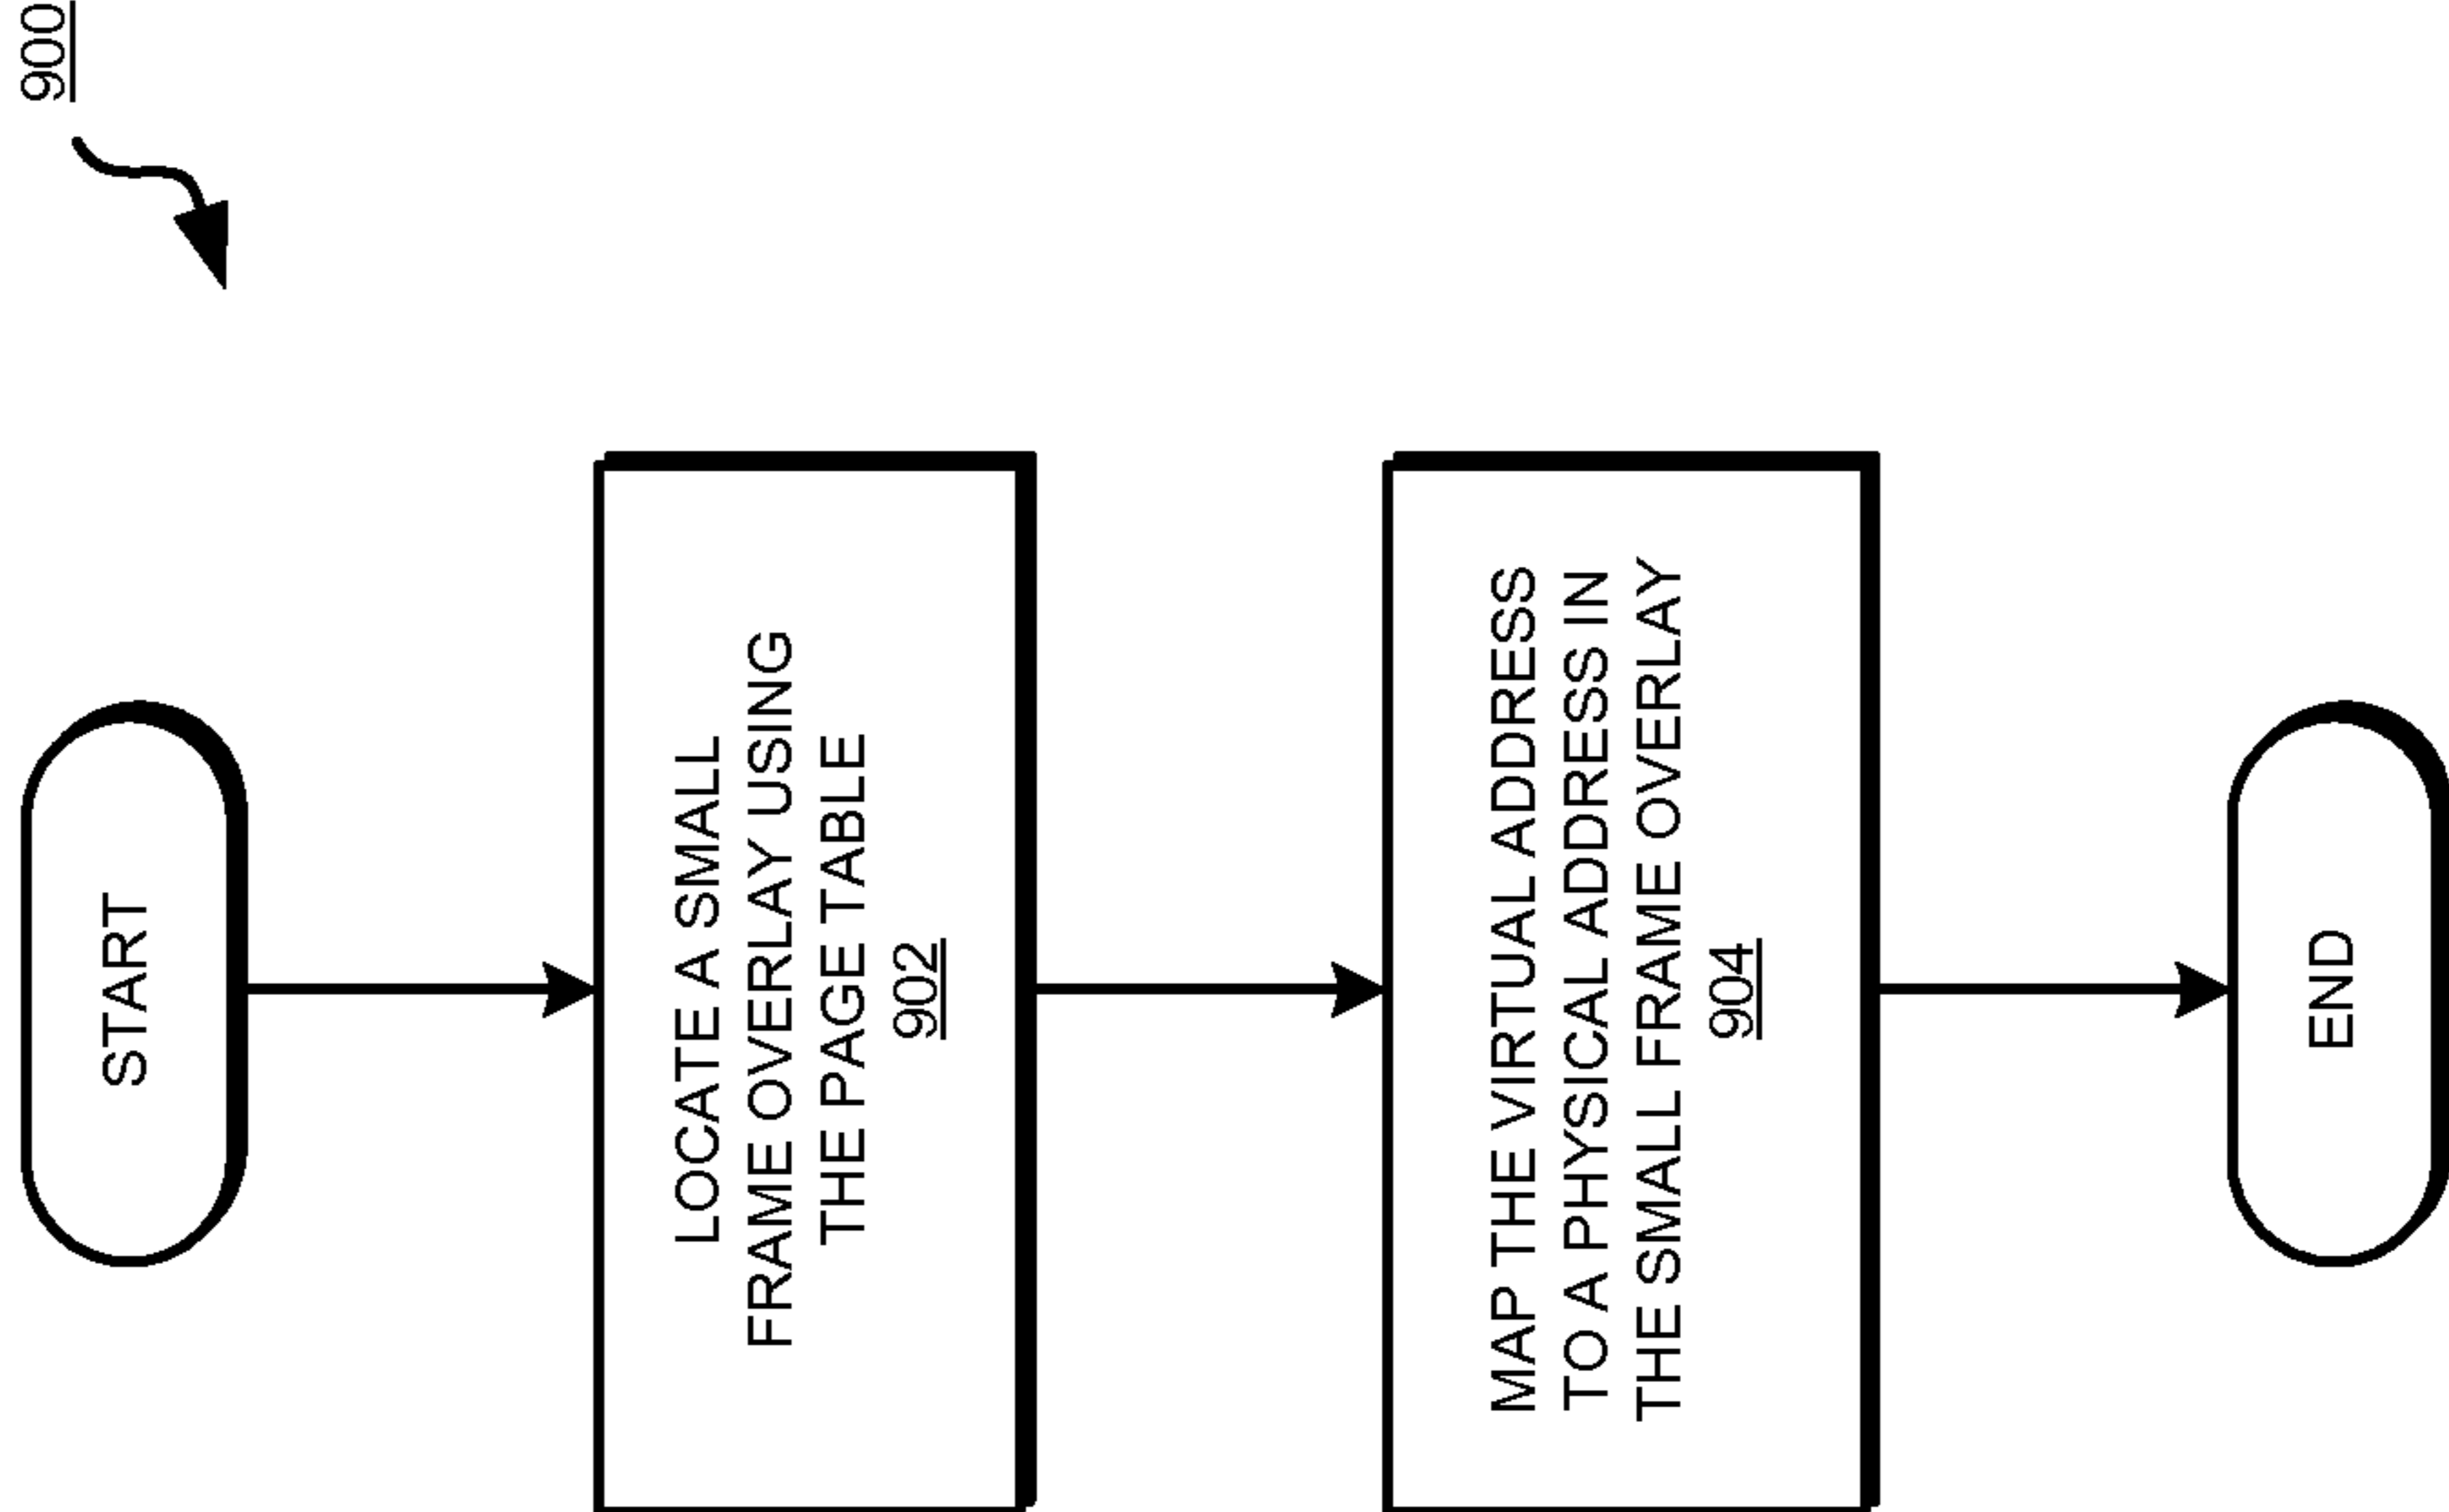 900
START
LOCATE A SMALL
FRAME OVERLAY USING
THE PAGE TABLE
902
MAP THE VIRTUAL ADDRESS
TO A PHYSICAL ADDRESS IN
THE SMALL FRAME OVERLAY
904
END